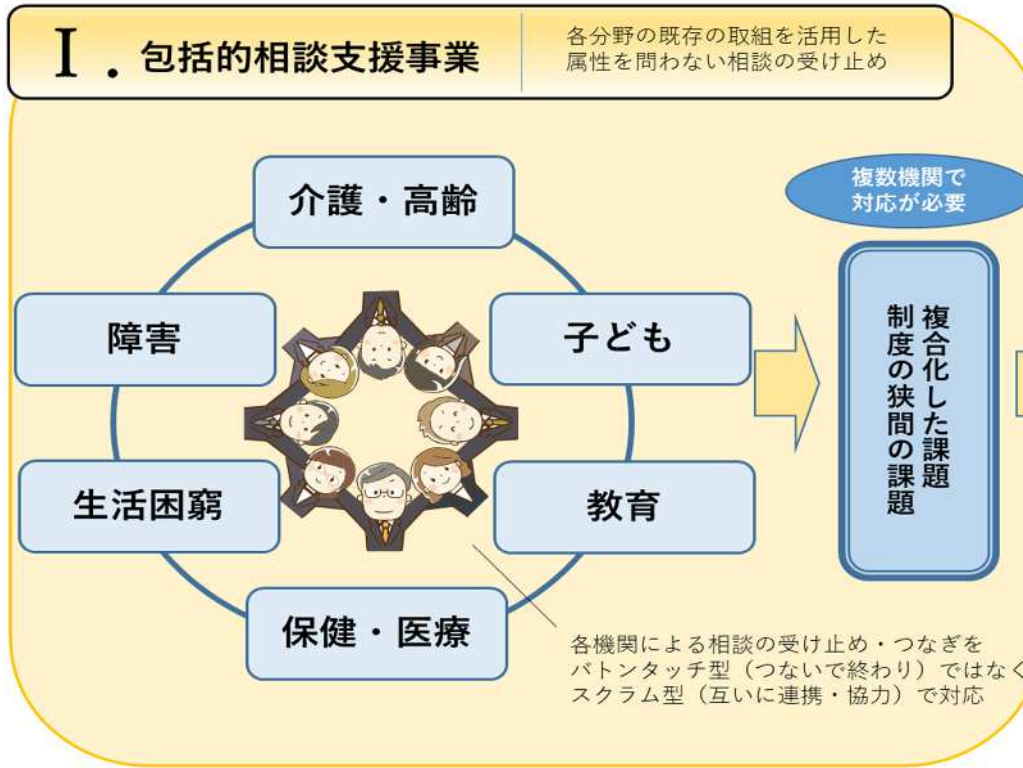 Ⅰ．包括的相談支援事業
各分野の既存の取組を活用した
属性を問わない相談の受け止め
介護・高齢
障害
子ども
生活困窮
教育
保健・医療
複数機関で
対応が必要
複合化した課題
制度の狭間の課題
各機関による相談の受け止め・つなぎを
バトンタッチ型（つないで終わり）ではなく
スクラム型（互いに連携・協力）で対応